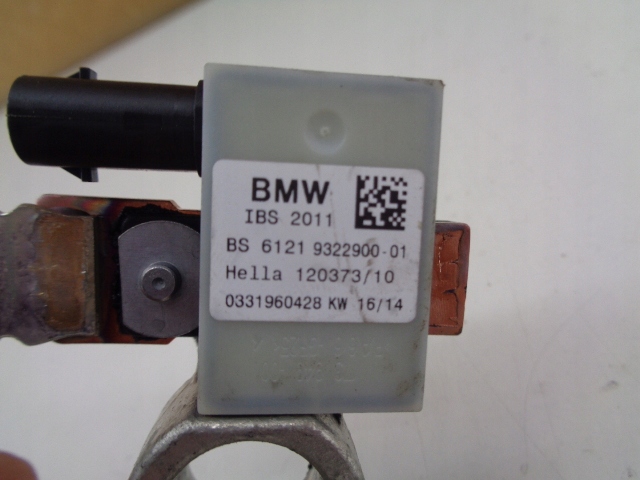 BMW
IBS 2011
BS 6121 9322900-01
Hella 120373/10
0331960428 KW 16/14